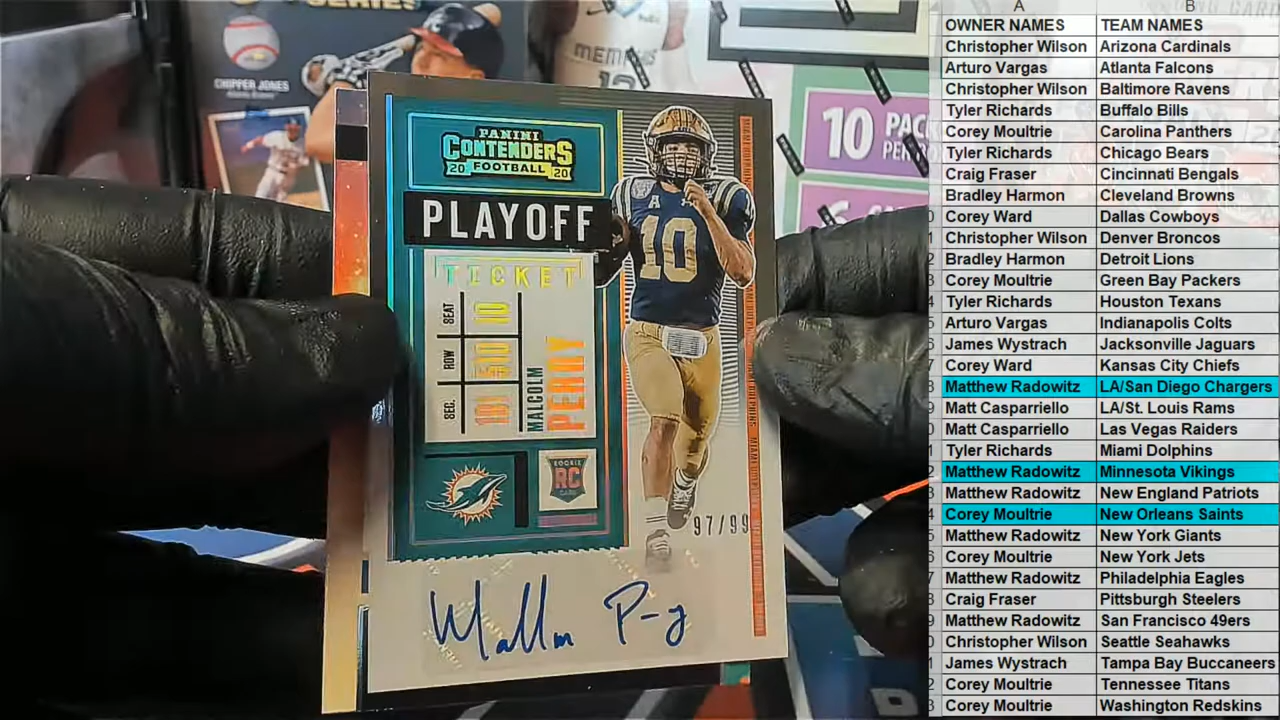 SERIES
CHIPPER JONES
MEMPHIS
10 PACK
PER
PANINI
CONTENDERS
20 FOOTBALL 20
PLAYOFF
TICKET
SEAT 10
ROW
SEC.
MALCOLM
PERRY
10
ROOKIE
RC
CARD
97/99
Mallm P-y
A B
OWNER NAMES TEAM NAMES
Christopher Wilson Arizona Cardinals
Arturo Vargas Atlanta Falcons
Christopher Wilson Baltimore Ravens
Tyler Richards Buffalo Bills
Corey Moultrie Carolina Panthers
Tyler Richards Chicago Bears
Craig Fraser Cincinnati Bengals
Bradley Harmon Cleveland Browns
Corey Ward Dallas Cowboys
Christopher Wilson Denver Broncos
Bradley Harmon Detroit Lions
Corey Moultrie Green Bay Packers
Tyler Richards Houston Texans
Arturo Vargas Indianapolis Colts
James Wystrach Jacksonville Jaguars
Corey Ward Kansas City Chiefs
Matthew Radowitz LA/San Diego Chargers
Matt Casparriello LA/St. Louis Rams
Matt Casparriello Las Vegas Raiders
Tyler Richards Miami Dolphins
Matthew Radowitz Minnesota Vikings
Matthew Radowitz New England Patriots
Corey Moultrie New Orleans Saints
Matthew Radowitz New York Giants
Corey Moultrie New York Jets
Matthew Radowitz Philadelphia Eagles
Craig Fraser Pittsburgh Steelers
Matthew Radowitz San Francisco 49ers
Christopher Wilson Seattle Seahawks
James Wystrach Tampa Bay Buccaneers
Corey Moultrie Tennessee Titans
Corey Moultrie Washington Redskins